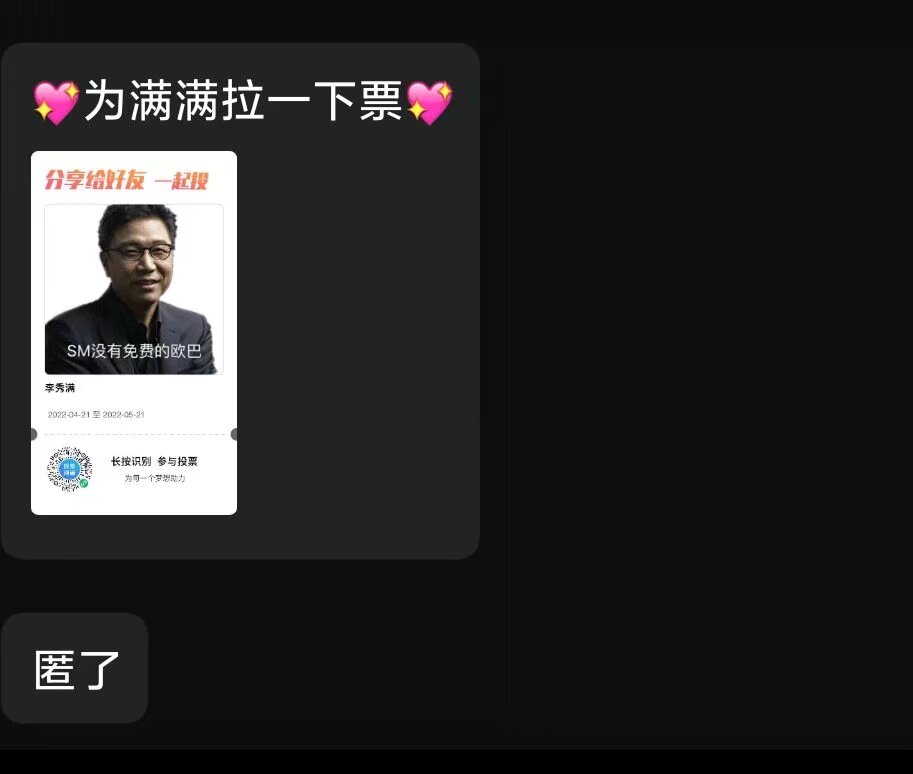 💖为满满拉一下票💖
分享给好友 一起投
SM没有免费的欧巴
李秀满
2022-04-21 至 2022-05-21
长按识别 参与投票
为每一个梦想助力
匿了